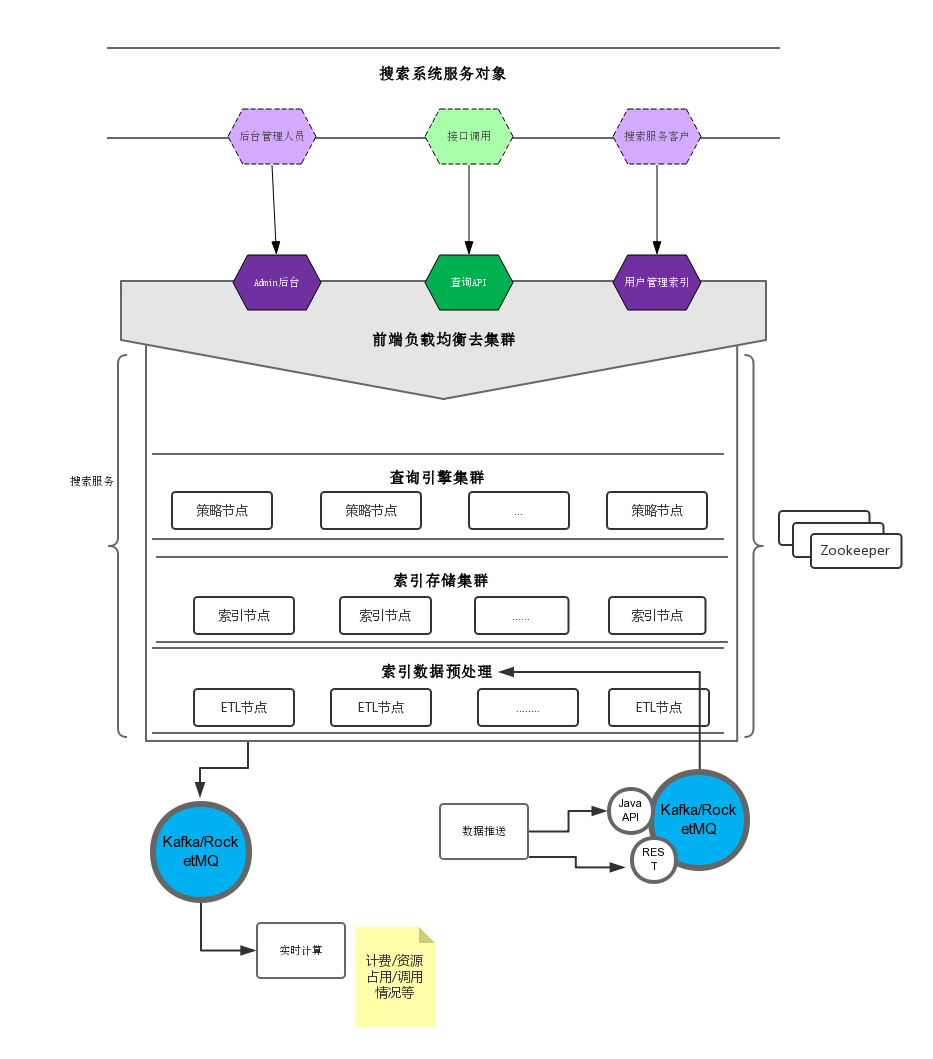 搜索系统服务对象
后台管理人员
接口调用
搜索服务客户
Admin后台
查询API
用户管理索引
前端负载均衡去集群
搜索服务
查询引擎集群
策略节点
策略节点
...
策略节点
Zookeeper
索引存储集群
索引节点
索引节点
......
索引节点
索引数据预处理
ETL节点
ETL节点
........
ETL节点
Kafka/Rock
etMQ
数据推送
Java
API
Kafka/Rock
etMQ
RES
T
实时计算
计费/资源
占用/调用
情况等